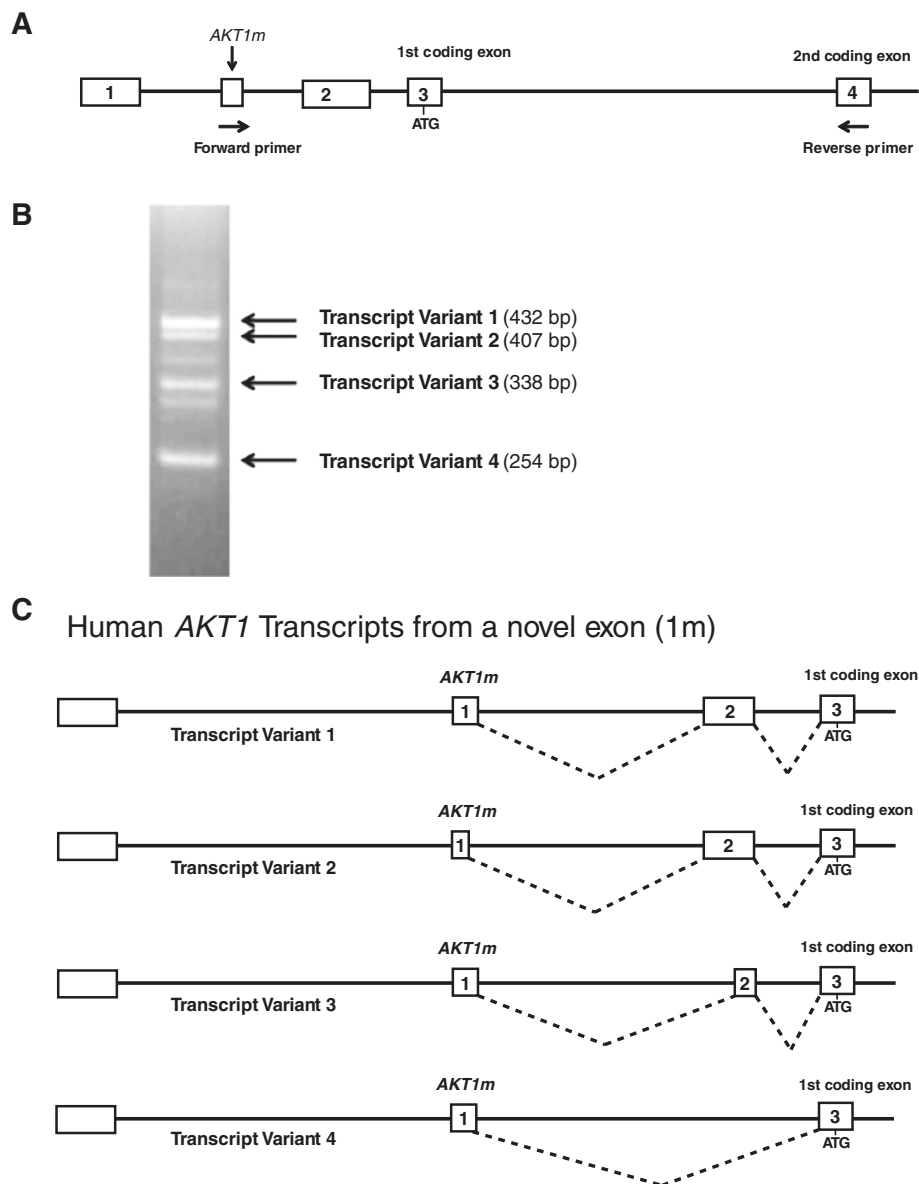 A
AKT1m
1st coding exon
2nd coding exon
1
2
3
4
ATG
Forward primer
Reverse primer
B
Transcript Variant 1 (432 bp)
Transcript Variant 2 (407 bp)
Transcript Variant 3 (338 bp)
Transcript Variant 4 (254 bp)
C
Human AKT1 Transcripts from a novel exon (1m)
AKT1m
1st coding exon
1
2
3
ATG
Transcript Variant 1
AKT1m
1st coding exon
1
2
3
ATG
Transcript Variant 2
AKT1m
1st coding exon
1
2
3
ATG
Transcript Variant 3
AKT1m
1st coding exon
1
3
ATG
Transcript Variant 4